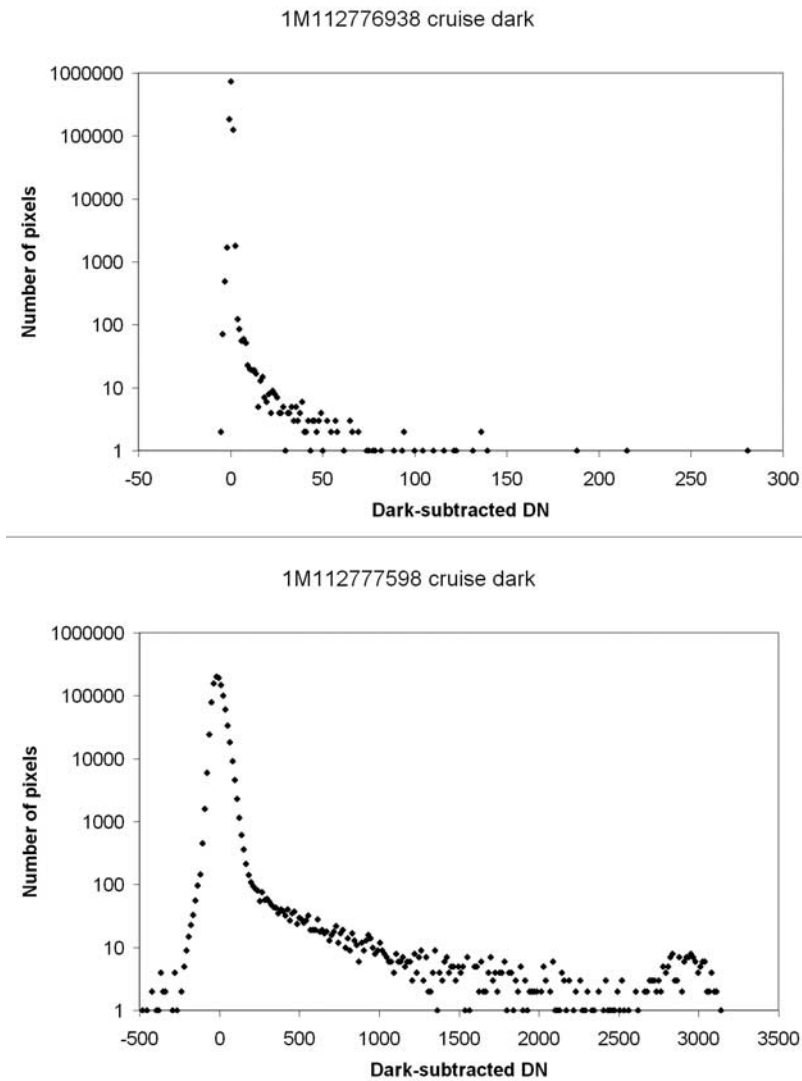 1M112776938 cruise dark
1000000
100000
10000
1000
100
10
1
-50 0 50 100 150 200 250 300
Number of pixels
Dark-subtracted DN
1M112777598 cruise dark
1000000
100000
10000
1000
100
10
1
-500 0 500 1000 1500 2000 2500 3000 3500
Number of pixels
Dark-subtracted DN